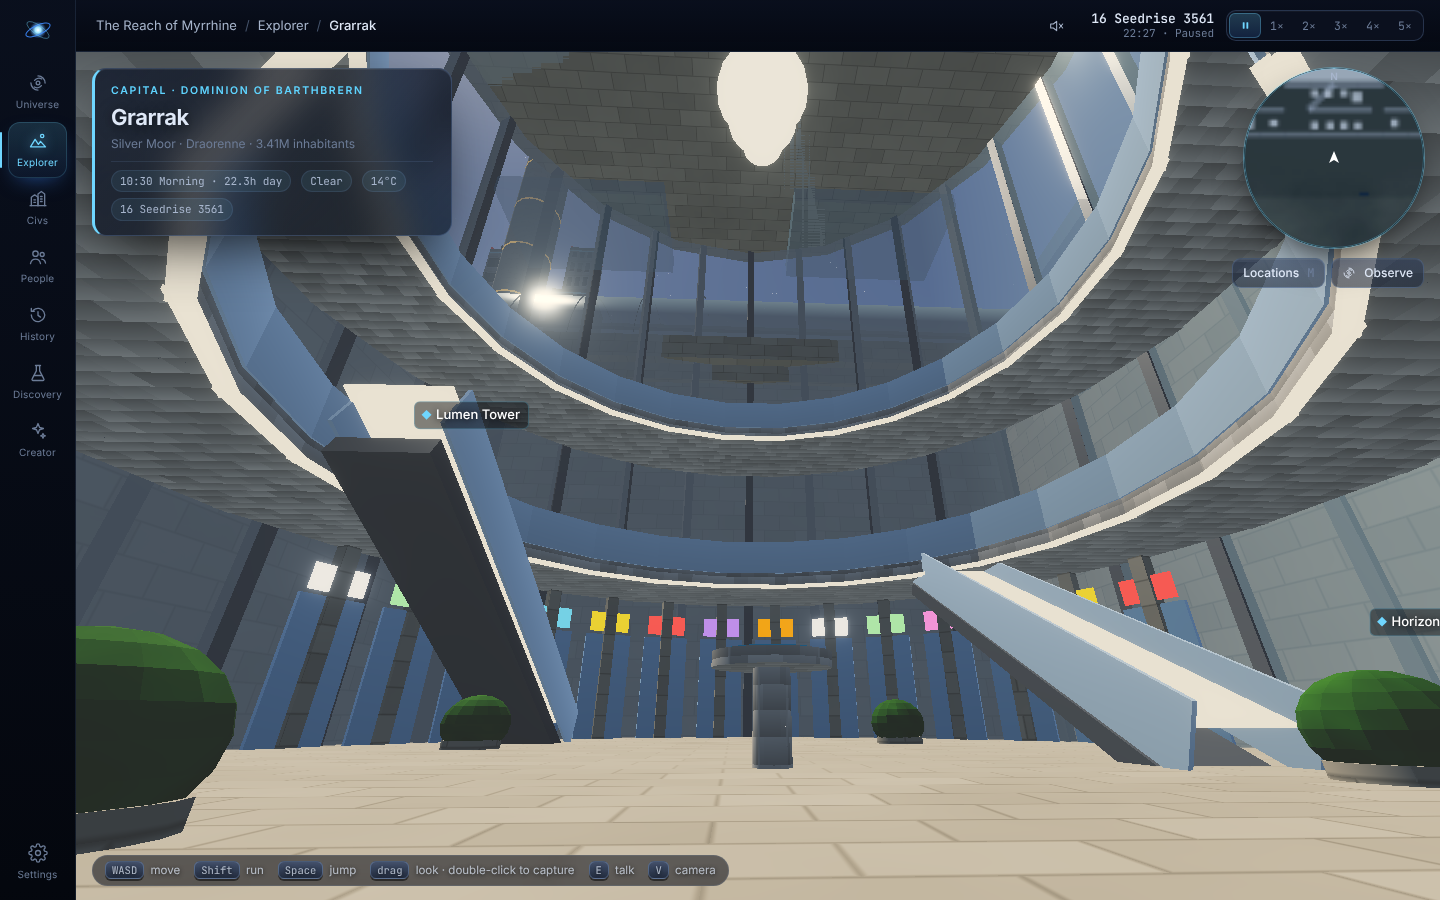 The Reach of Myrrhine / Explorer / Grarrak
16 Seedrise 3561
22:27 · Paused
1× 2× 3× 4× 5×
Universe
Explorer
Civs
People
History
Discovery
Creator
Settings
CAPITAL · DOMINION OF BARTHBRERN
Grarrak
Silver Moor · Draorenne · 3.41M inhabitants
10:30 Morning · 22.3h day
Clear
14°C
16 Seedrise 3561
N
Locations M
Observe
Lumen Tower
Horizon
WASD move Shift run Space jump drag look · double-click to capture E talk V camera